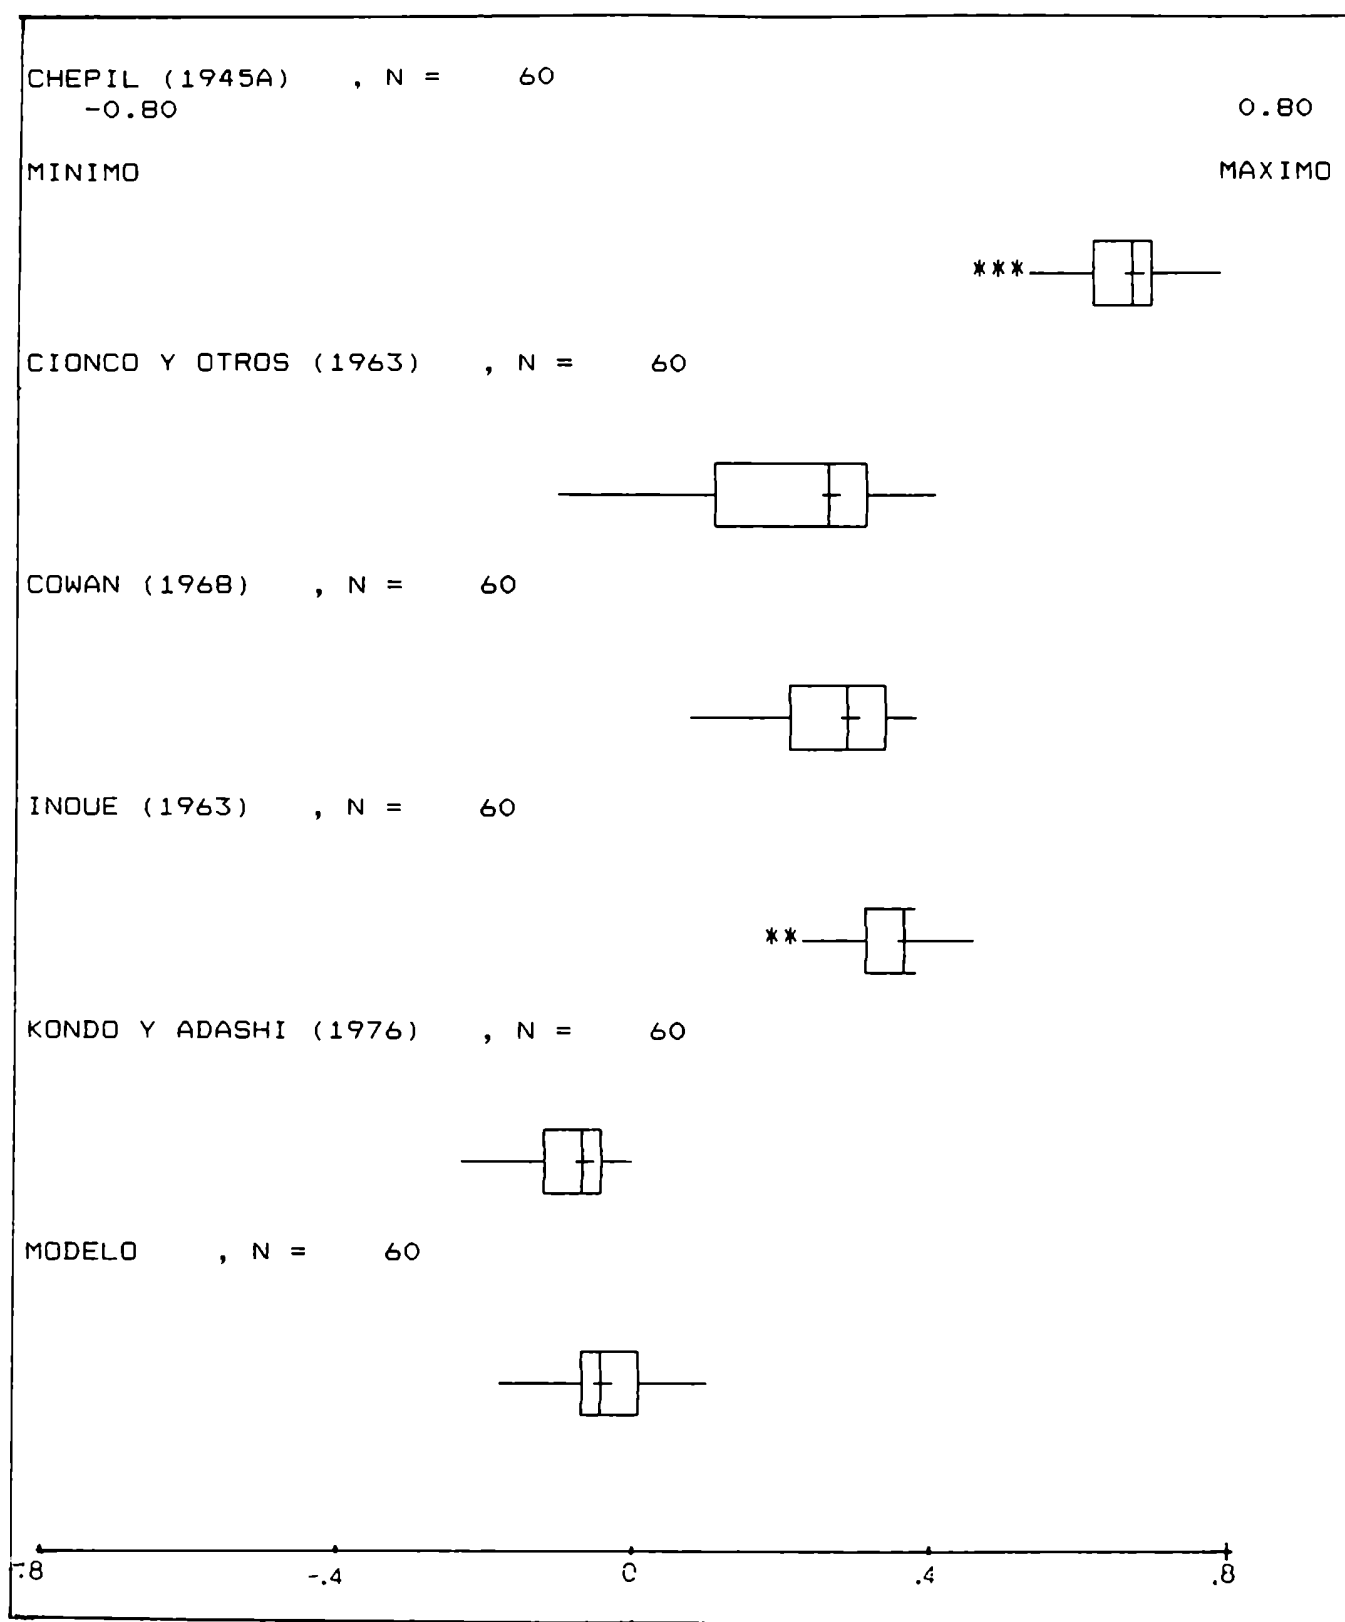 CHEPIL (1945A) , N = 60
-0.80 0.80
MINIMO MAXIMO
***
CIONCO Y OTROS (1963) , N = 60
COWAN (1968) , N = 60
INOUE (1963) , N = 60
**
KONDO Y ADASHI (1976) , N = 60
MODELO , N = 60
-.8 -.4 0 .4 .8